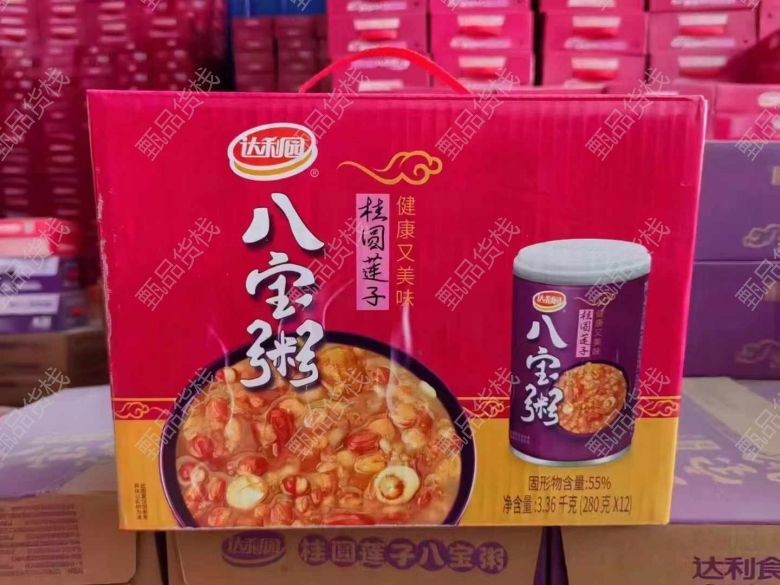 达利园
®
八宝粥
桂圆莲子
健康又美味
达利园
八宝粥
桂圆莲子
健康又美味
固形物含量:55%
净含量:3.36千克(280克X12)
达利园
桂圆莲子八宝粥
达利食
甄品货栈